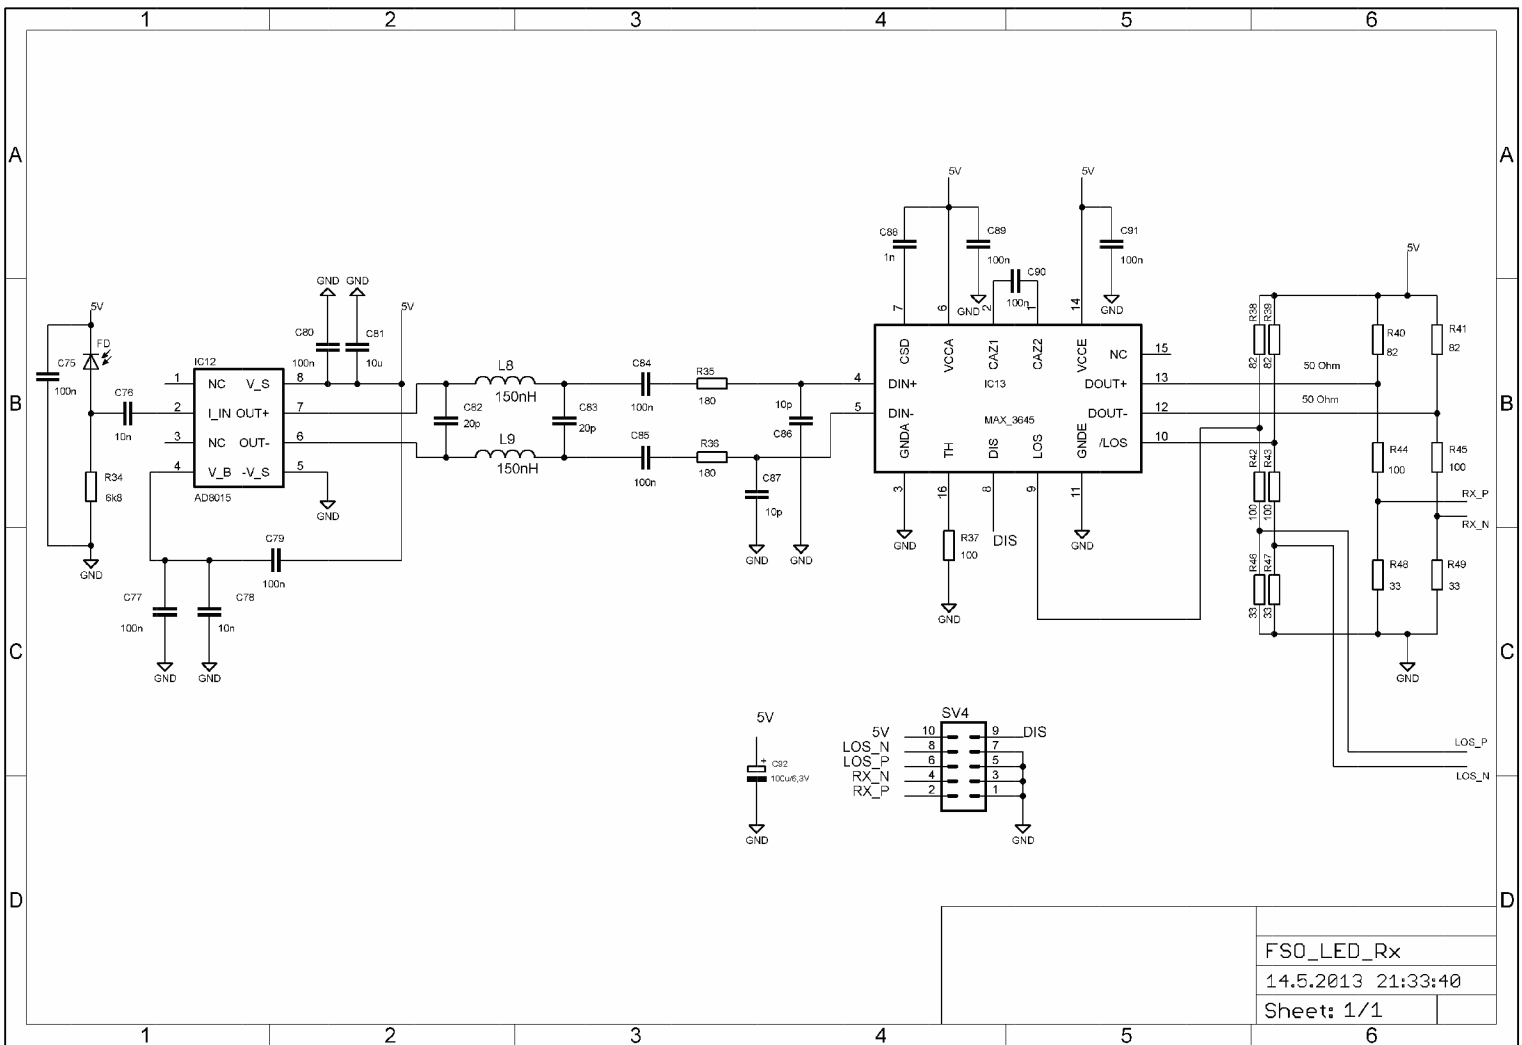 1 2 3 4 5 6
A A
5V 5V
C88 C89 C91
1n 100n 100n
5V
C90
100n
GND GND
7 6 2 1 14
GND GND
5V 5V
C80 C81
100n 10u
FD
C75
100n
IC12
1 NC V_S 8
2 I_IN OUT+ 7
3 NC OUT- 6
4 V_B -V_S 5
AD8015
C76
10n
R34
6k8
GND
GND
C79
100n
C77 C78
100n 10n
GND GND
L8
150nH
C82 C83
20p 20p
L9
150nH
C84
100n
R35
180
C85
100n
R36
180
10p
C86
C87
10p
GND GND
CSD VCCA CAZ1 CAZ2 VCCE
NC 15
4 DIN+ IC13 DOUT+ 13
5 DIN- MAX_3645 DOUT- 12
/LOS 10
GNDA TH DIS LOS GNDE
3 16 8 9 11
GND
R37
100
DIS
GND
GND
R38 R39 R40 R41
82 82 82 82
50 Ohm
50 Ohm
R42 R43 R44 R45
100 100 100 100
RX_P
RX_N
R46 R47 R48 R49
33 33 33 33
GND
B B
C C
LOS_P
LOS_N
5V
C92
+
100u/6,3V
GND
SV4
5V 10 9 DIS
LOS_N 8 7
LOS_P 6 5
RX_N 4 3
RX_P 2 1
GND
D D
FSO_LED_Rx
14.5.2013 21:33:40
Sheet: 1/1
1 2 3 4 5 6